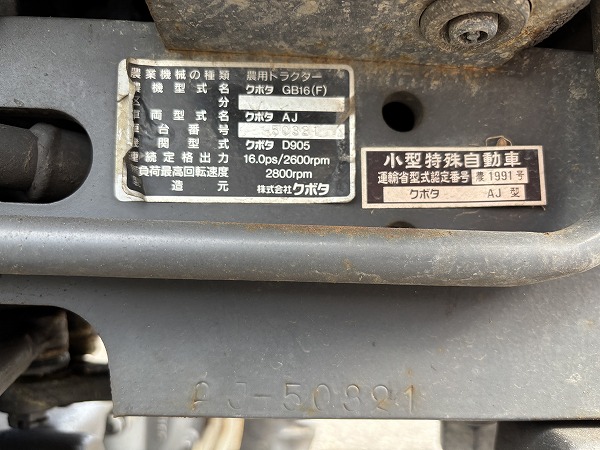 農業機械の種類 農用トラクター
機型式名 クボタ GB16(F)
区分
車両型式名 クボタ AJ
車台番号 -50321
機関型式 クボタ D905
連続定格出力 16.0ps/2600rpm
無負荷最高回転速度 2800rpm
製造元 株式会社クボタ
小型特殊自動車
運輸省型式認定番号 農1991号
クボタ AJ 型
AJ-50321